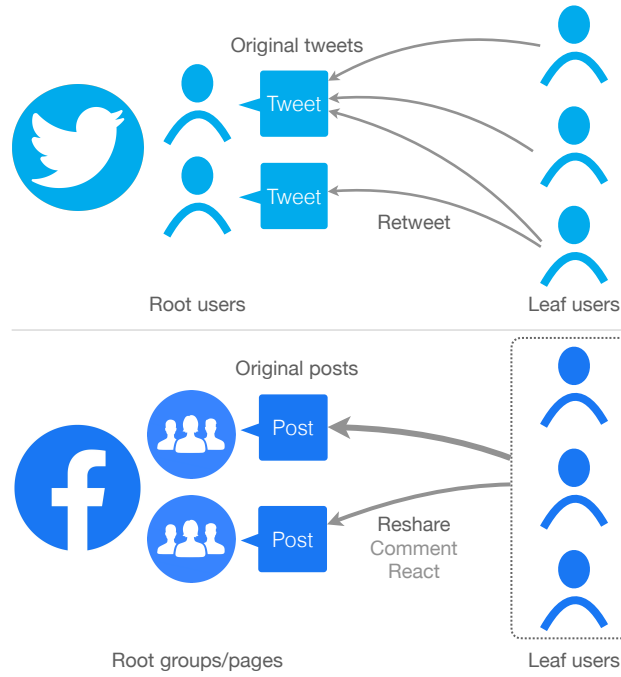 Original tweets
Tweet
Tweet
Retweet
Root users
Leaf users
Original posts
Post
Post
Reshare
Comment
React
Root groups/pages
Leaf users